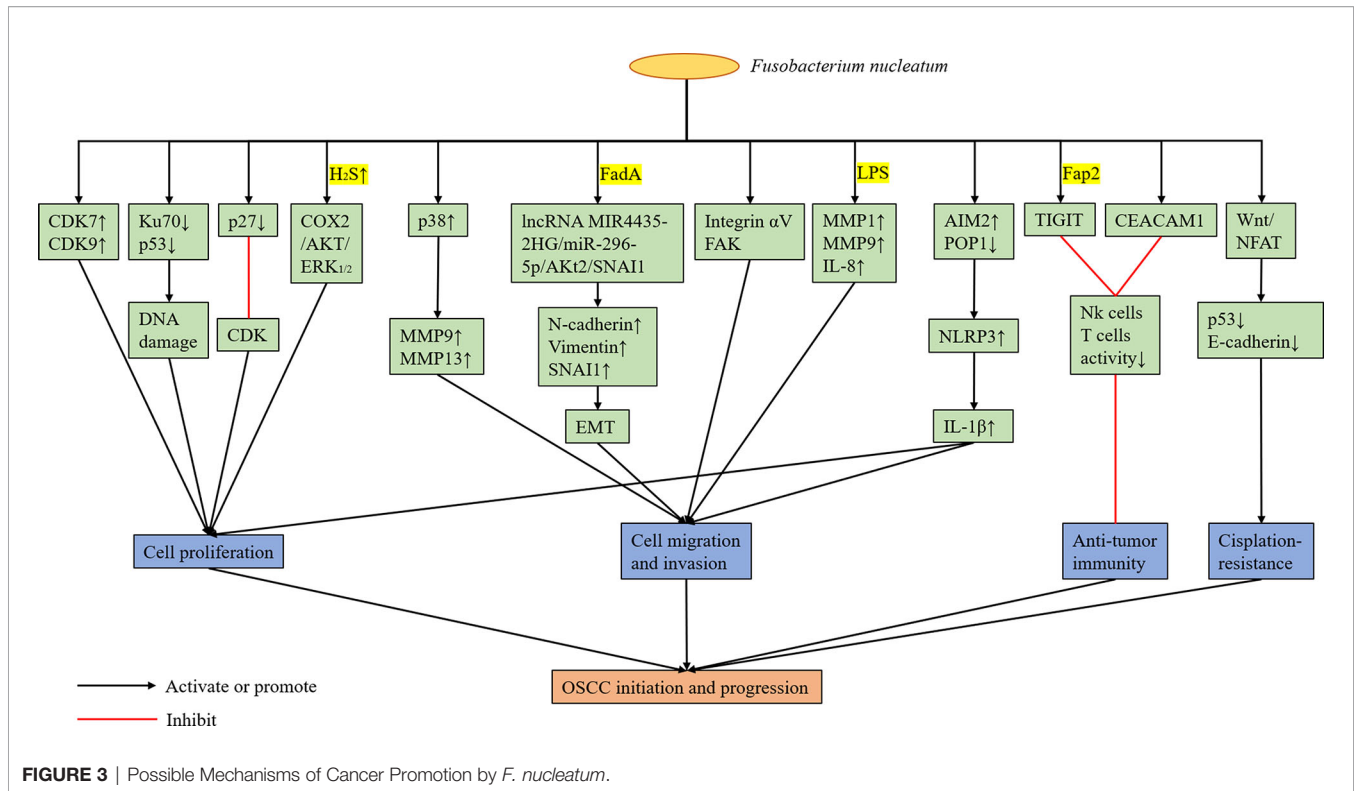 Fusobacterium nucleatum
H₂S↑
FadA
LPS
Fap2
CDK7↑
CDK9↑
Ku70↓
p53↓
p27↓
COX2
/AKT/
ERK₁/₂
p38↑
lncRNA MIR4435-
2HG/miR-296-
5p/AKt2/SNAI1
Integrin αV
FAK
MMP1↑
MMP9↑
IL-8↑
AIM2↑
POP1↓
TIGIT
CEACAM1
Wnt/
NFAT
DNA
damage
CDK
MMP9↑
MMP13↑
N-cadherin↑
Vimentin↑
SNAI1↑
NLRP3↑
Nk cells
T cells
activity↓
p53↓
E-cadherin↓
EMT
IL-1β↑
Cell proliferation
Cell migration
and invasion
Anti-tumor
immunity
Cisplation-
resistance
OSCC initiation and progression
Activate or promote
Inhibit
FIGURE 3 | Possible Mechanisms of Cancer Promotion by F. nucleatum.